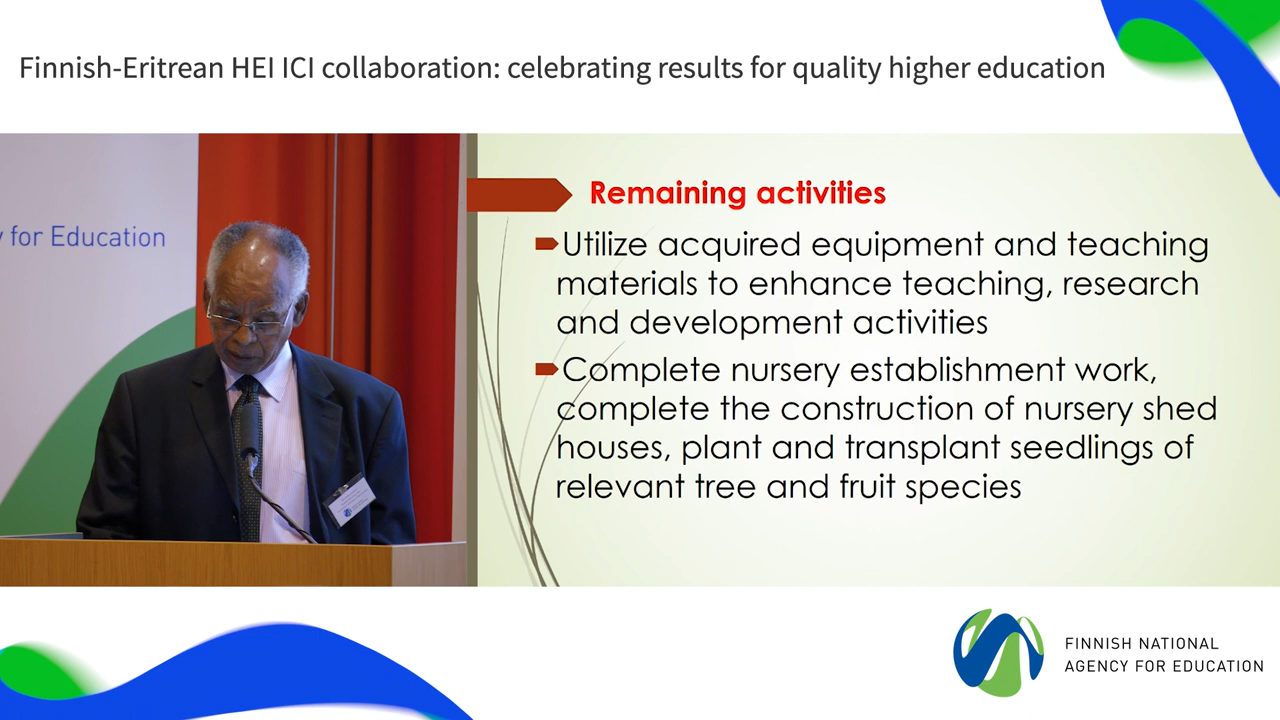 Finnish-Eritrean HEI ICI collaboration: celebrating results for quality higher education
for Education
Remaining activities
Utilize acquired equipment and teaching
materials to enhance teaching, research
and development activities
Complete nursery establishment work,
complete the construction of nursery shed
houses, plant and transplant seedlings of
relevant tree and fruit species
FINNISH NATIONAL
AGENCY FOR EDUCATION